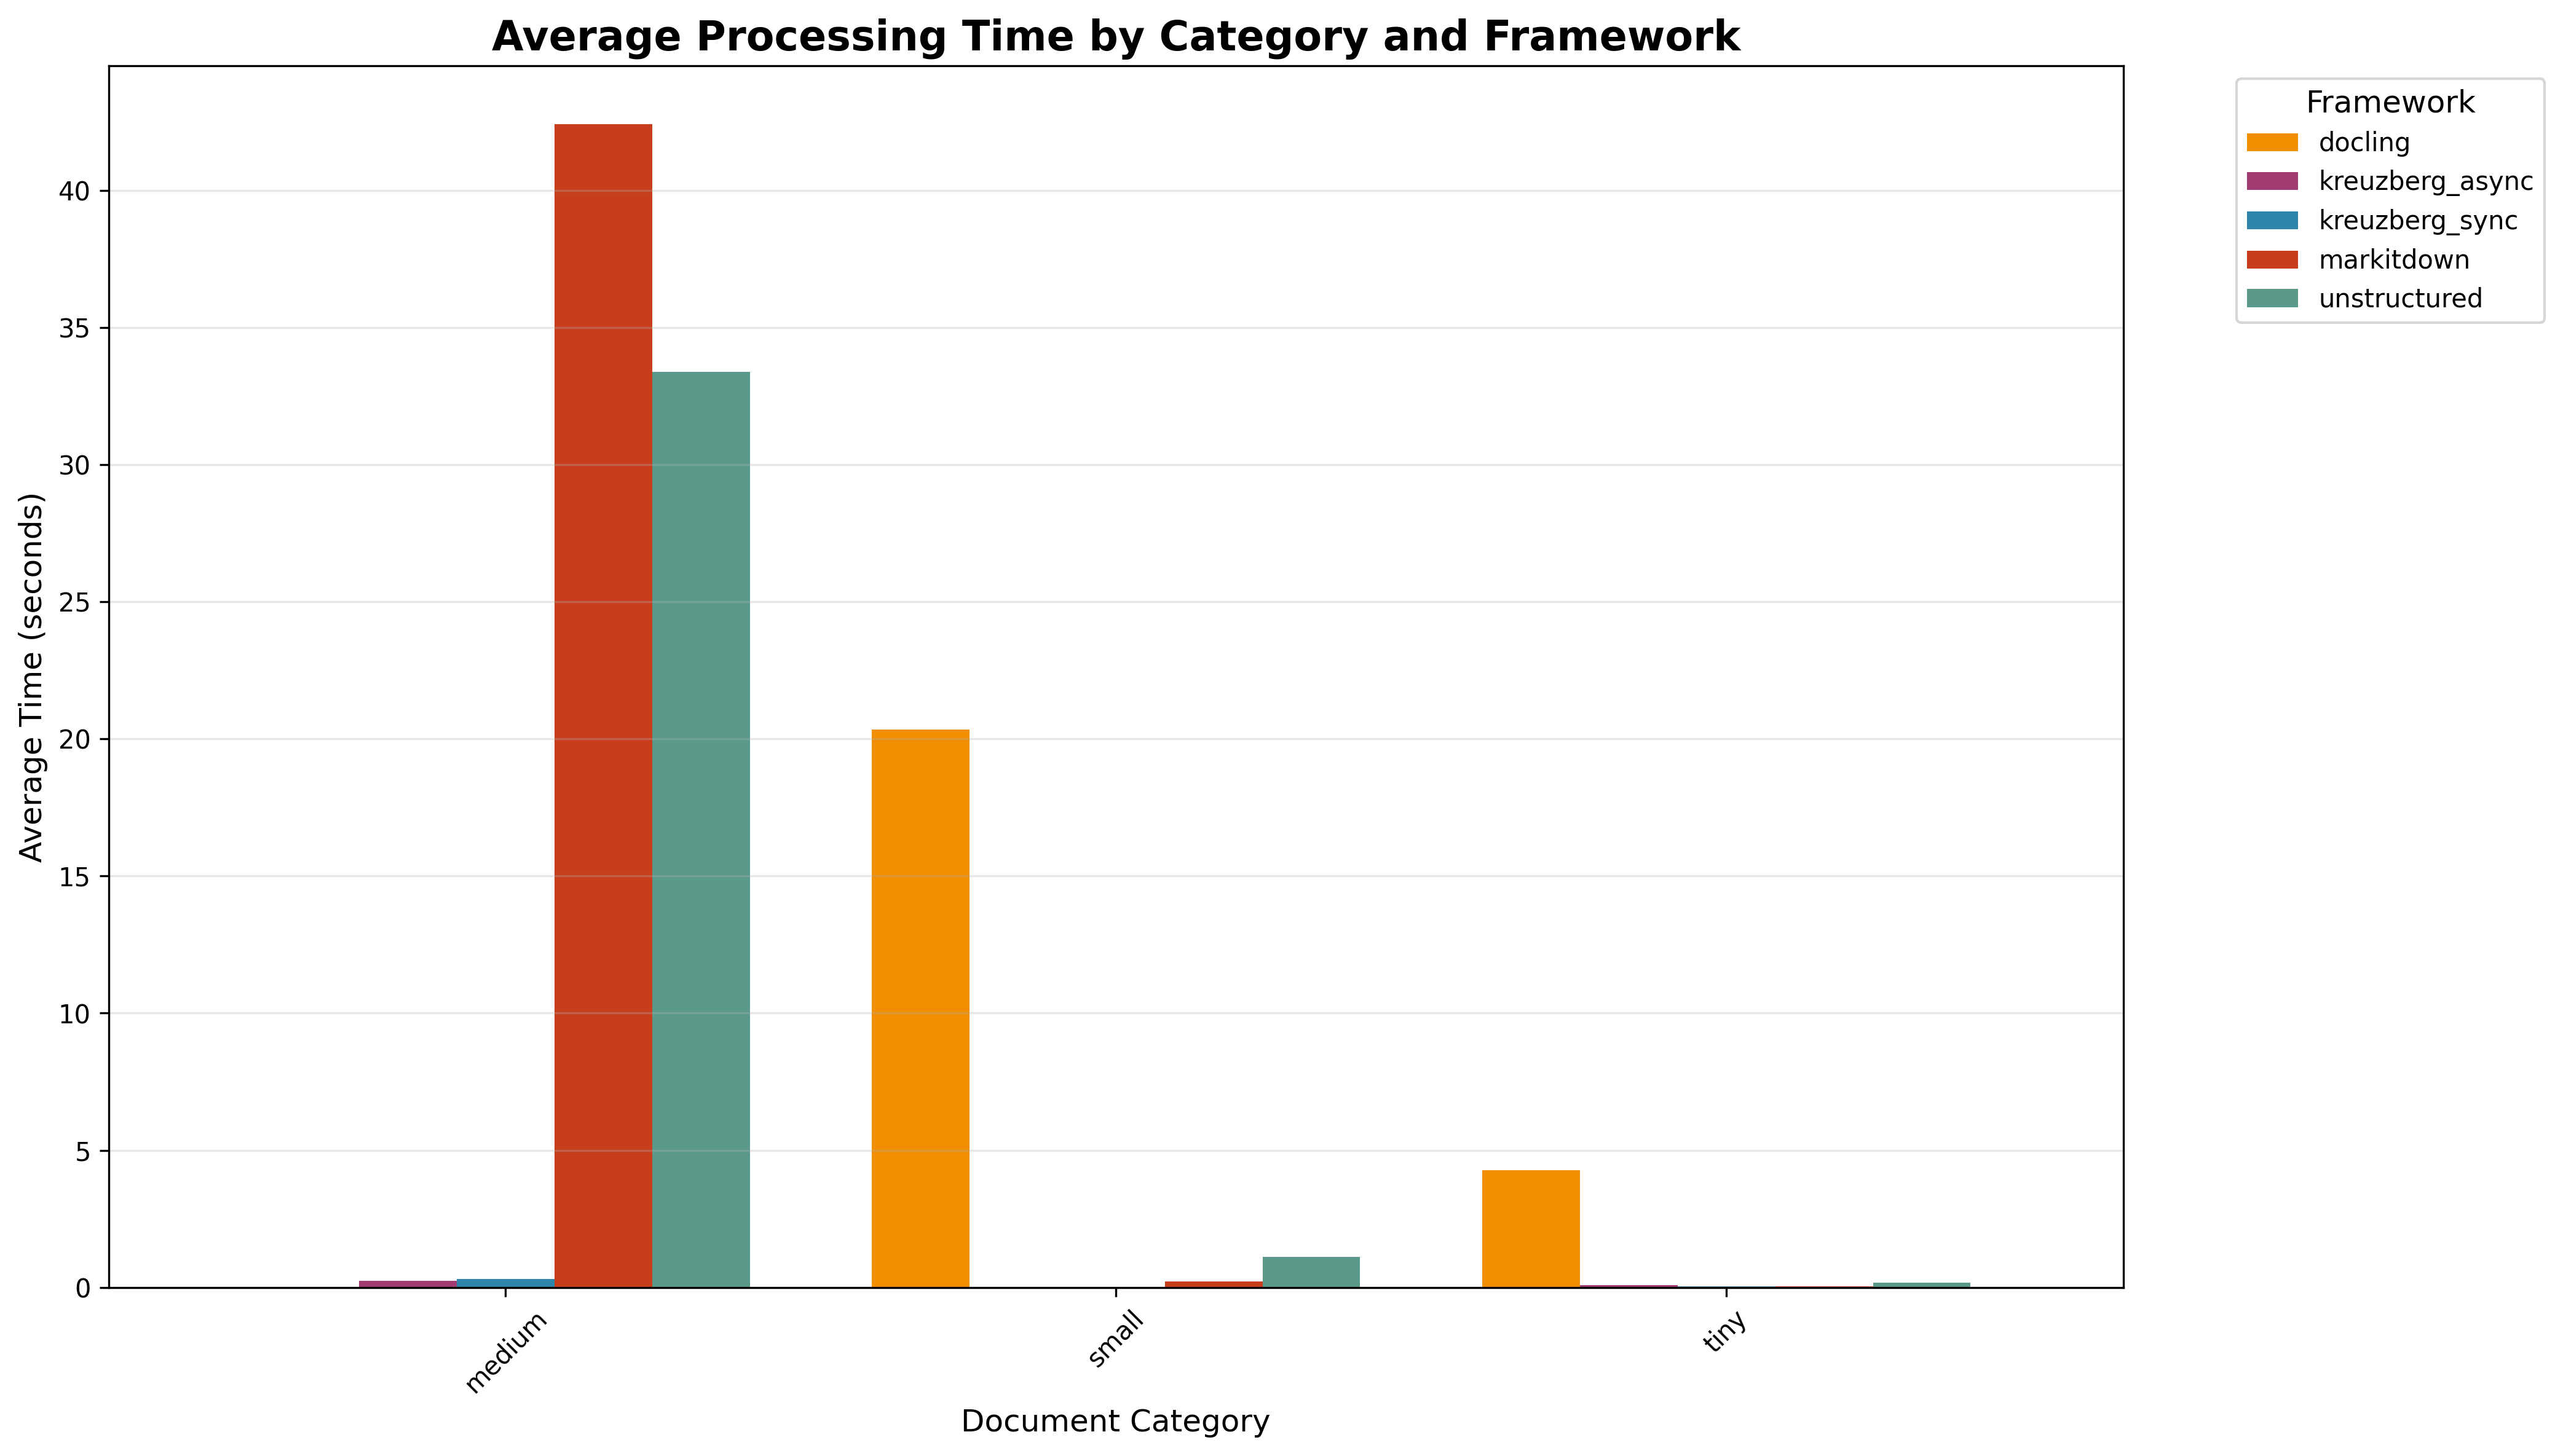 Average Processing Time by Category and Framework
Framework
docling
kreuzberg_async
kreuzberg_sync
markitdown
unstructured
Average Time (seconds)
40
35
30
25
20
15
10
5
0
medium
small
tiny
Document Category